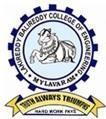 LAKIREDDY BALIREDDY COLLEGE OF ENGINEERING
MYLAVARAM
TRUTH ALWAYS TRIUMPHS
HARD WORK PAYS